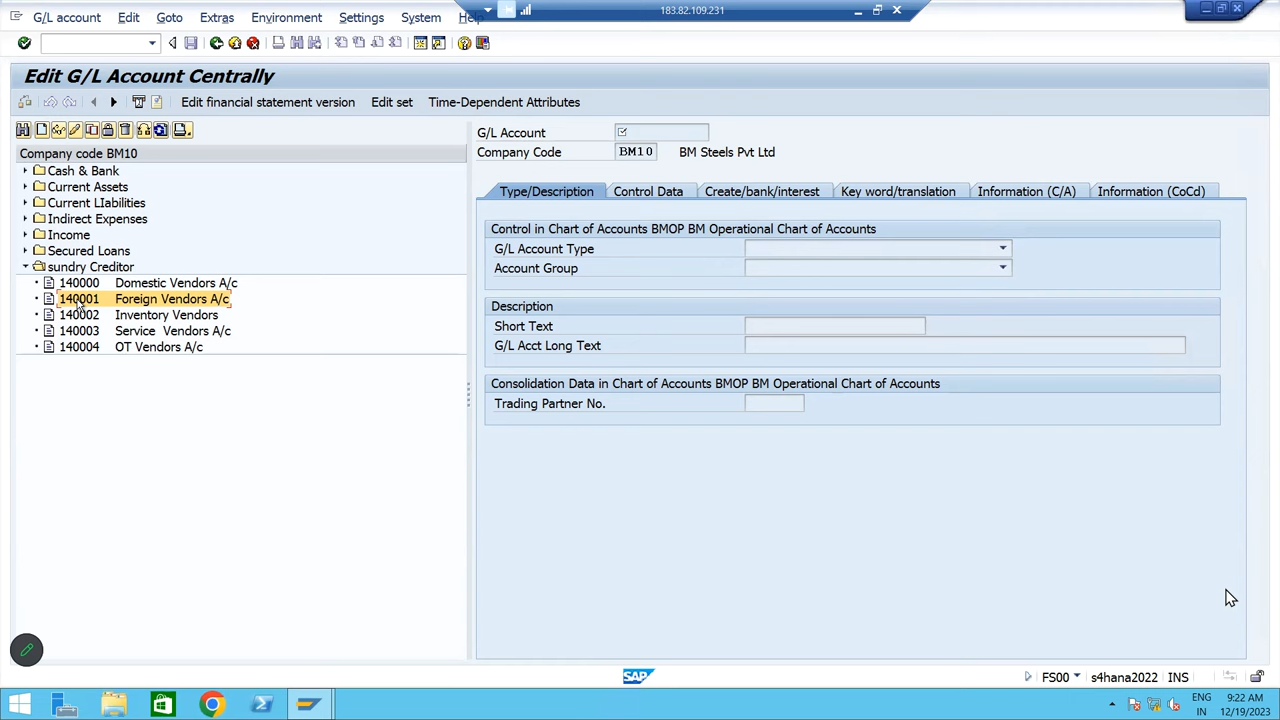 183.82.109.231
G/L account Edit Goto Extras Environment Settings System Help
Edit G/L Account Centrally
Edit financial statement version Edit set Time-Dependent Attributes
Company code BM10
Cash & Bank
Current Assets
Current LIabilities
Indirect Expenses
Income
Secured Loans
sundry Creditor
140000 Domestic Vendors A/c
140001 Foreign Vendors A/c
140002 Inventory Vendors
140003 Service Vendors A/c
140004 OT Vendors A/c
G/L Account
Company Code BM10 BM Steels Pvt Ltd
Type/Description Control Data Create/bank/interest Key word/translation Information (C/A) Information (CoCd)
Control in Chart of Accounts BMOP BM Operational Chart of Accounts
G/L Account Type
Account Group
Description
Short Text
G/L Acct Long Text
Consolidation Data in Chart of Accounts BMOP BM Operational Chart of Accounts
Trading Partner No.
SAP
FS00 s4hana2022 INS
ENG
IN
9:22 AM
12/19/2023